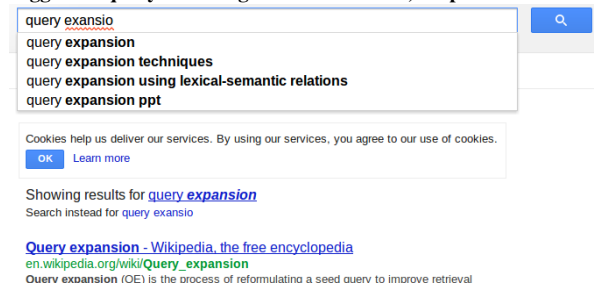 query exansio
query expansion
query expansion techniques
query expansion using lexical-semantic relations
query expansion ppt
Cookies help us deliver our services. By using our services, you agree to our use of cookies.
OK Learn more
Showing results for query expansion
Search instead for query exansio
Query expansion - Wikipedia, the free encyclopedia
en.wikipedia.org/wiki/Query_expansion
Query expansion (QE) is the process of reformulating a seed query to improve retrieval